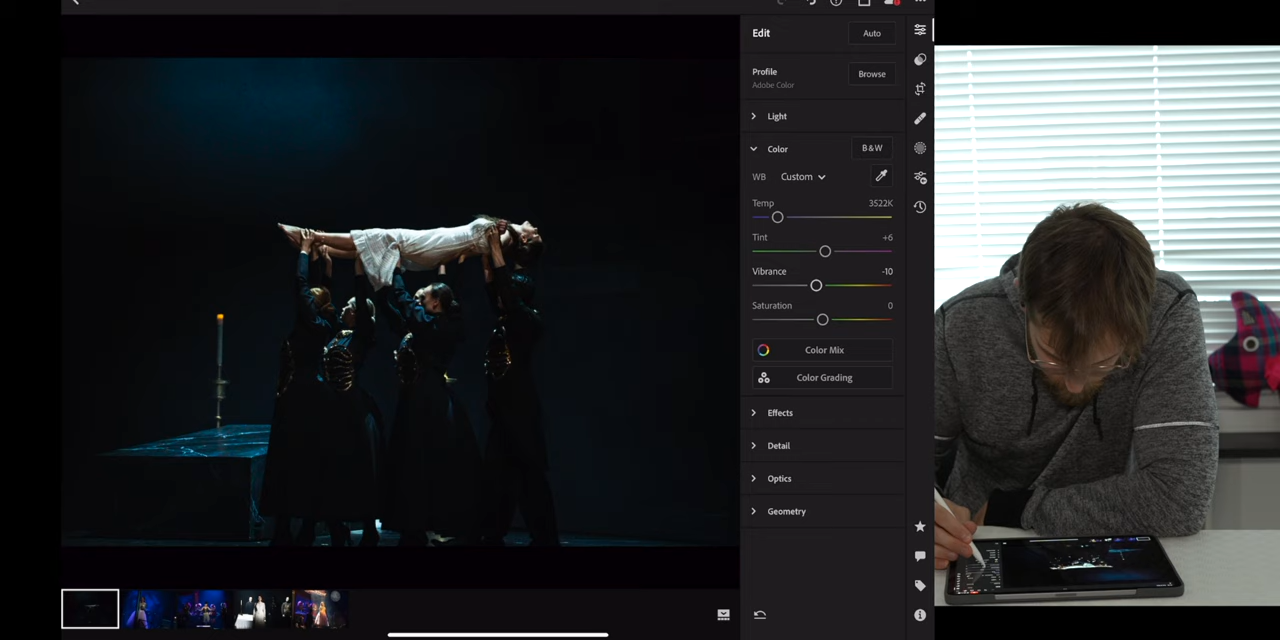 Edit
Auto
Profile
Adobe Color
Browse
Light
Color
B&W
WB
Custom
Temp
3522K
Tint
+6
Vibrance
-10
Saturation
0
Color Mix
Color Grading
Effects
Detail
Optics
Geometry